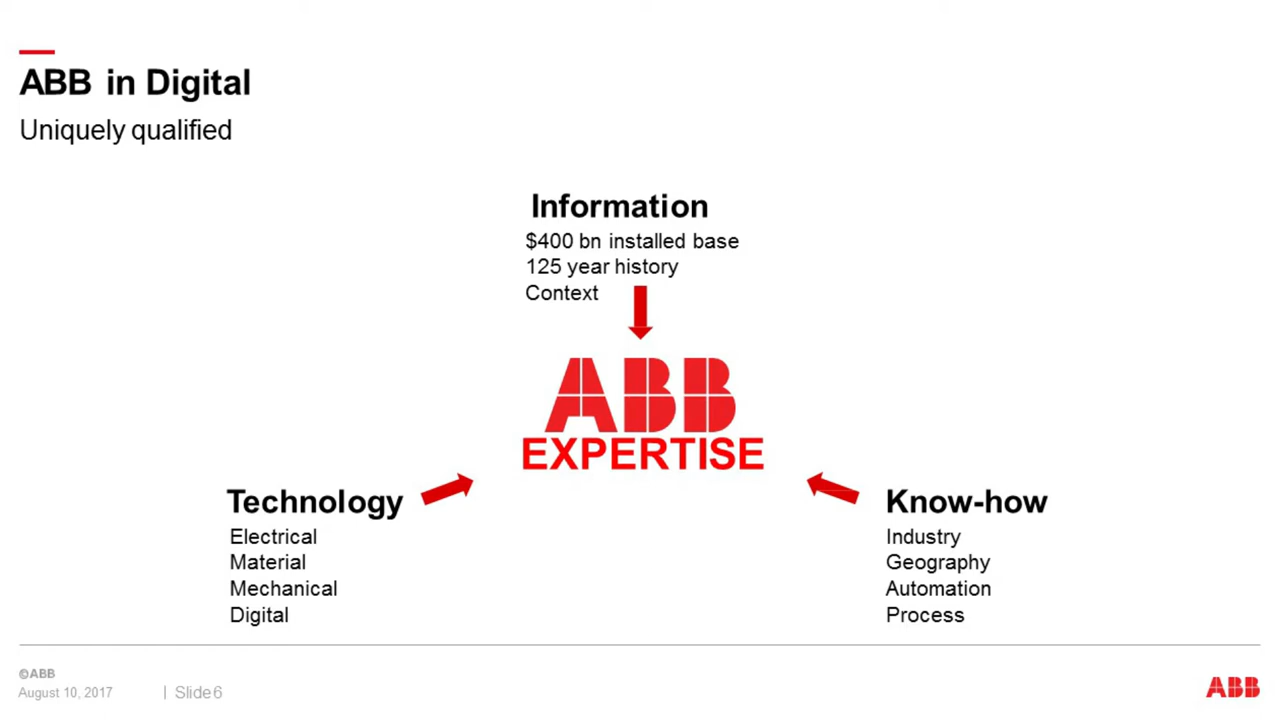 ABB in Digital
Uniquely qualified
Information
$400 bn installed base
125 year history
Context
ABB
EXPERTISE
Technology
Electrical
Material
Mechanical
Digital
Know-how
Industry
Geography
Automation
Process
©ABB
August 10, 2017 | Slide 6
ABB